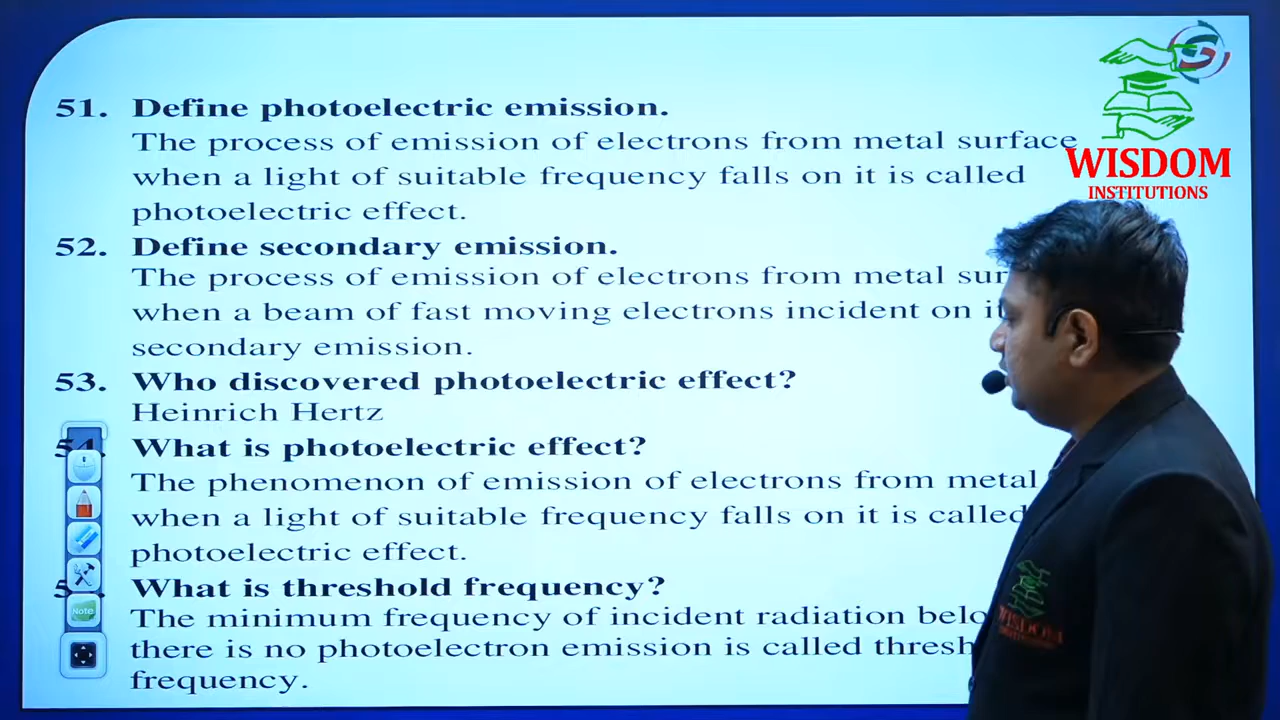 51. Define photoelectric emission.
The process of emission of electrons from metal surface
when a light of suitable frequency falls on it is called
photoelectric effect.
52. Define secondary emission.
The process of emission of electrons from metal
when a beam of fast moving electrons incident on it
secondary emission.
53. Who discovered photoelectric effect?
Heinrich Hertz
54. What is photoelectric effect?
The phenomenon of emission of electrons from metal
when a light of suitable frequency falls on it is called
photoelectric effect.
What is threshold frequency?
The minimum frequency of incident radiation
there is no photoelectron emission is called
frequency.
Note
WISDOM
INSTITUTIONS